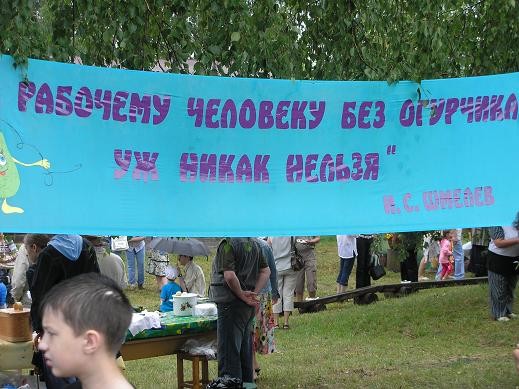 РАБОЧЕМУ ЧЕЛОВЕКУ БЕЗ ОГУРЧИКА
УЖ НИКАК НЕЛЬЗЯ"
И. С. ШМЕЛЕВ